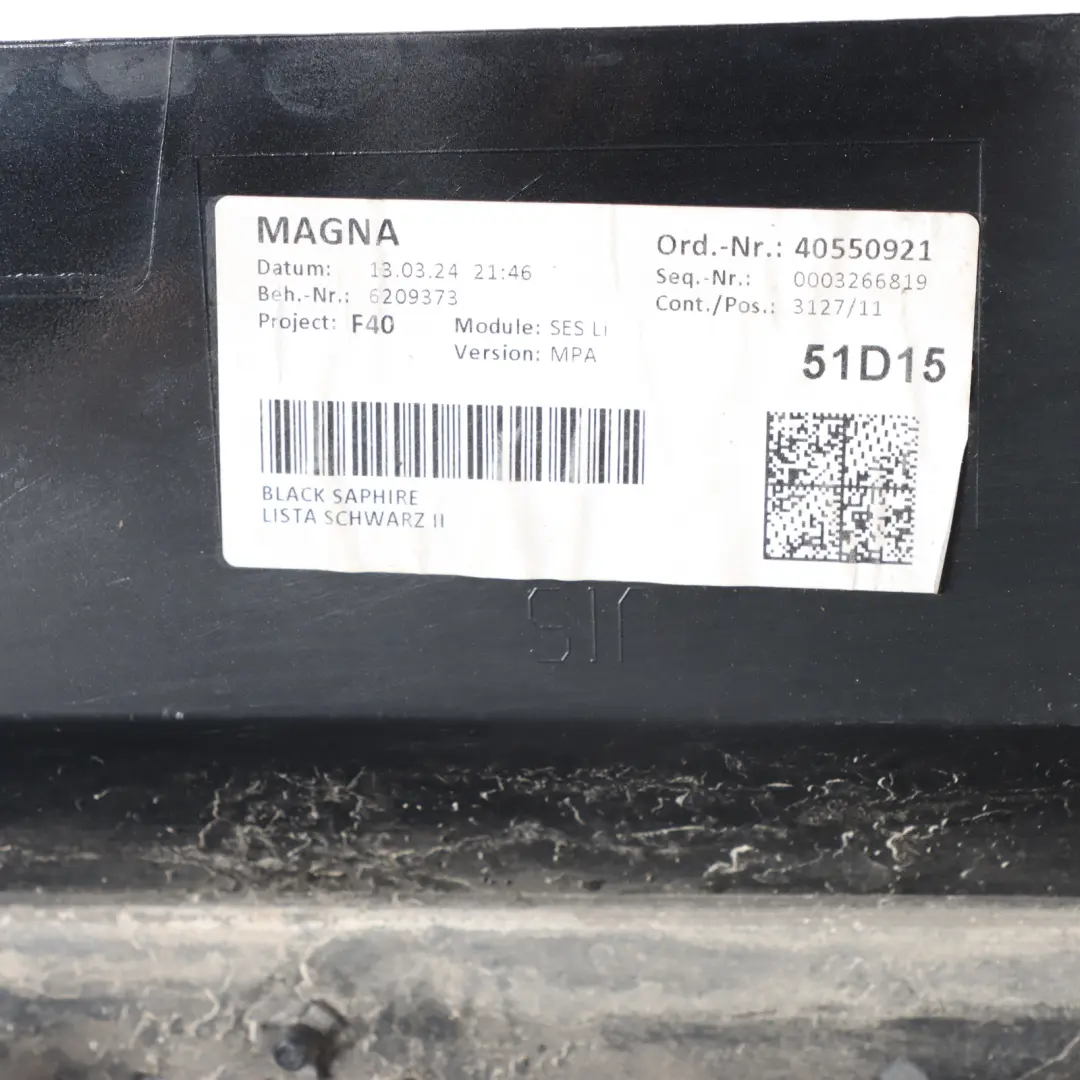 MAGNA
Datum: 13.03.24 21:46
Beh.-Nr.: 6209373
Project: F40
Module: SES Li
Version: MPA
Ord.-Nr.: 40550921
Seq.-Nr.: 0003266819
Cont./Pos.: 3127/11
51D15
BLACK SAPHIRE
LISTA SCHWARZ II